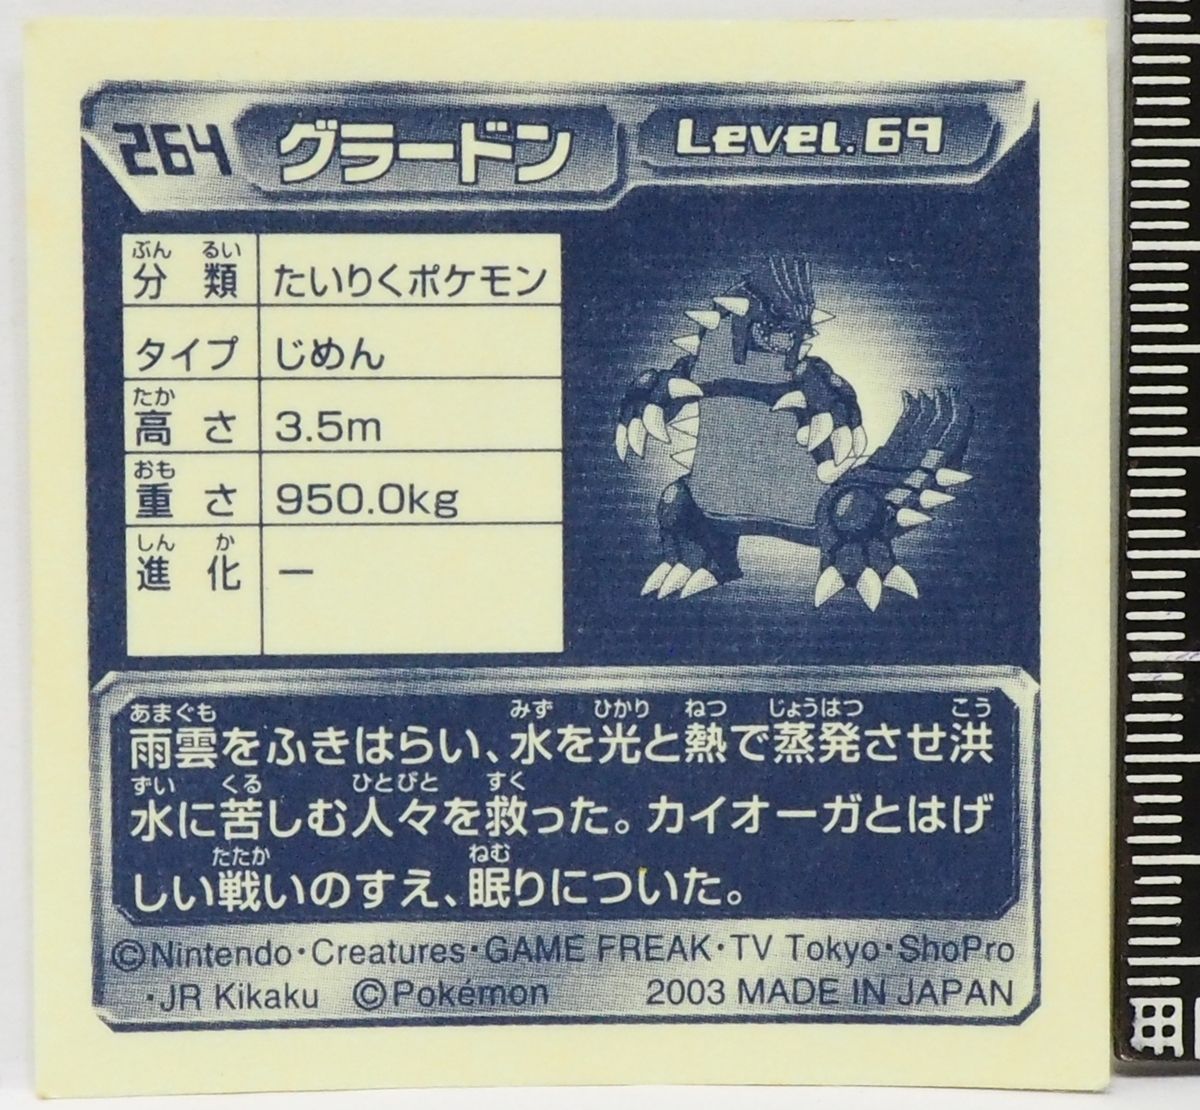 264 グラードン Level.69
ぶん るい
分類 たいりくポケモン
タイプ じめん
たか
高さ 3.5m
おも
重さ 950.0kg
しん か
進化 ー
あまぐも みず ひかり ねつ じょうはつ こう
雨雲をふきはらい、水を光と熱で蒸発させ洪
ずい くる ひとびと すく
水に苦しむ人々を救った。カイオーガとはげ
たたか ねむ
しい戦いのすえ、眠りについた。
©Nintendo・Creatures・GAME FREAK・TV Tokyo・ShoPro
・JR Kikaku ©Pokémon 2003 MADE IN JAPAN